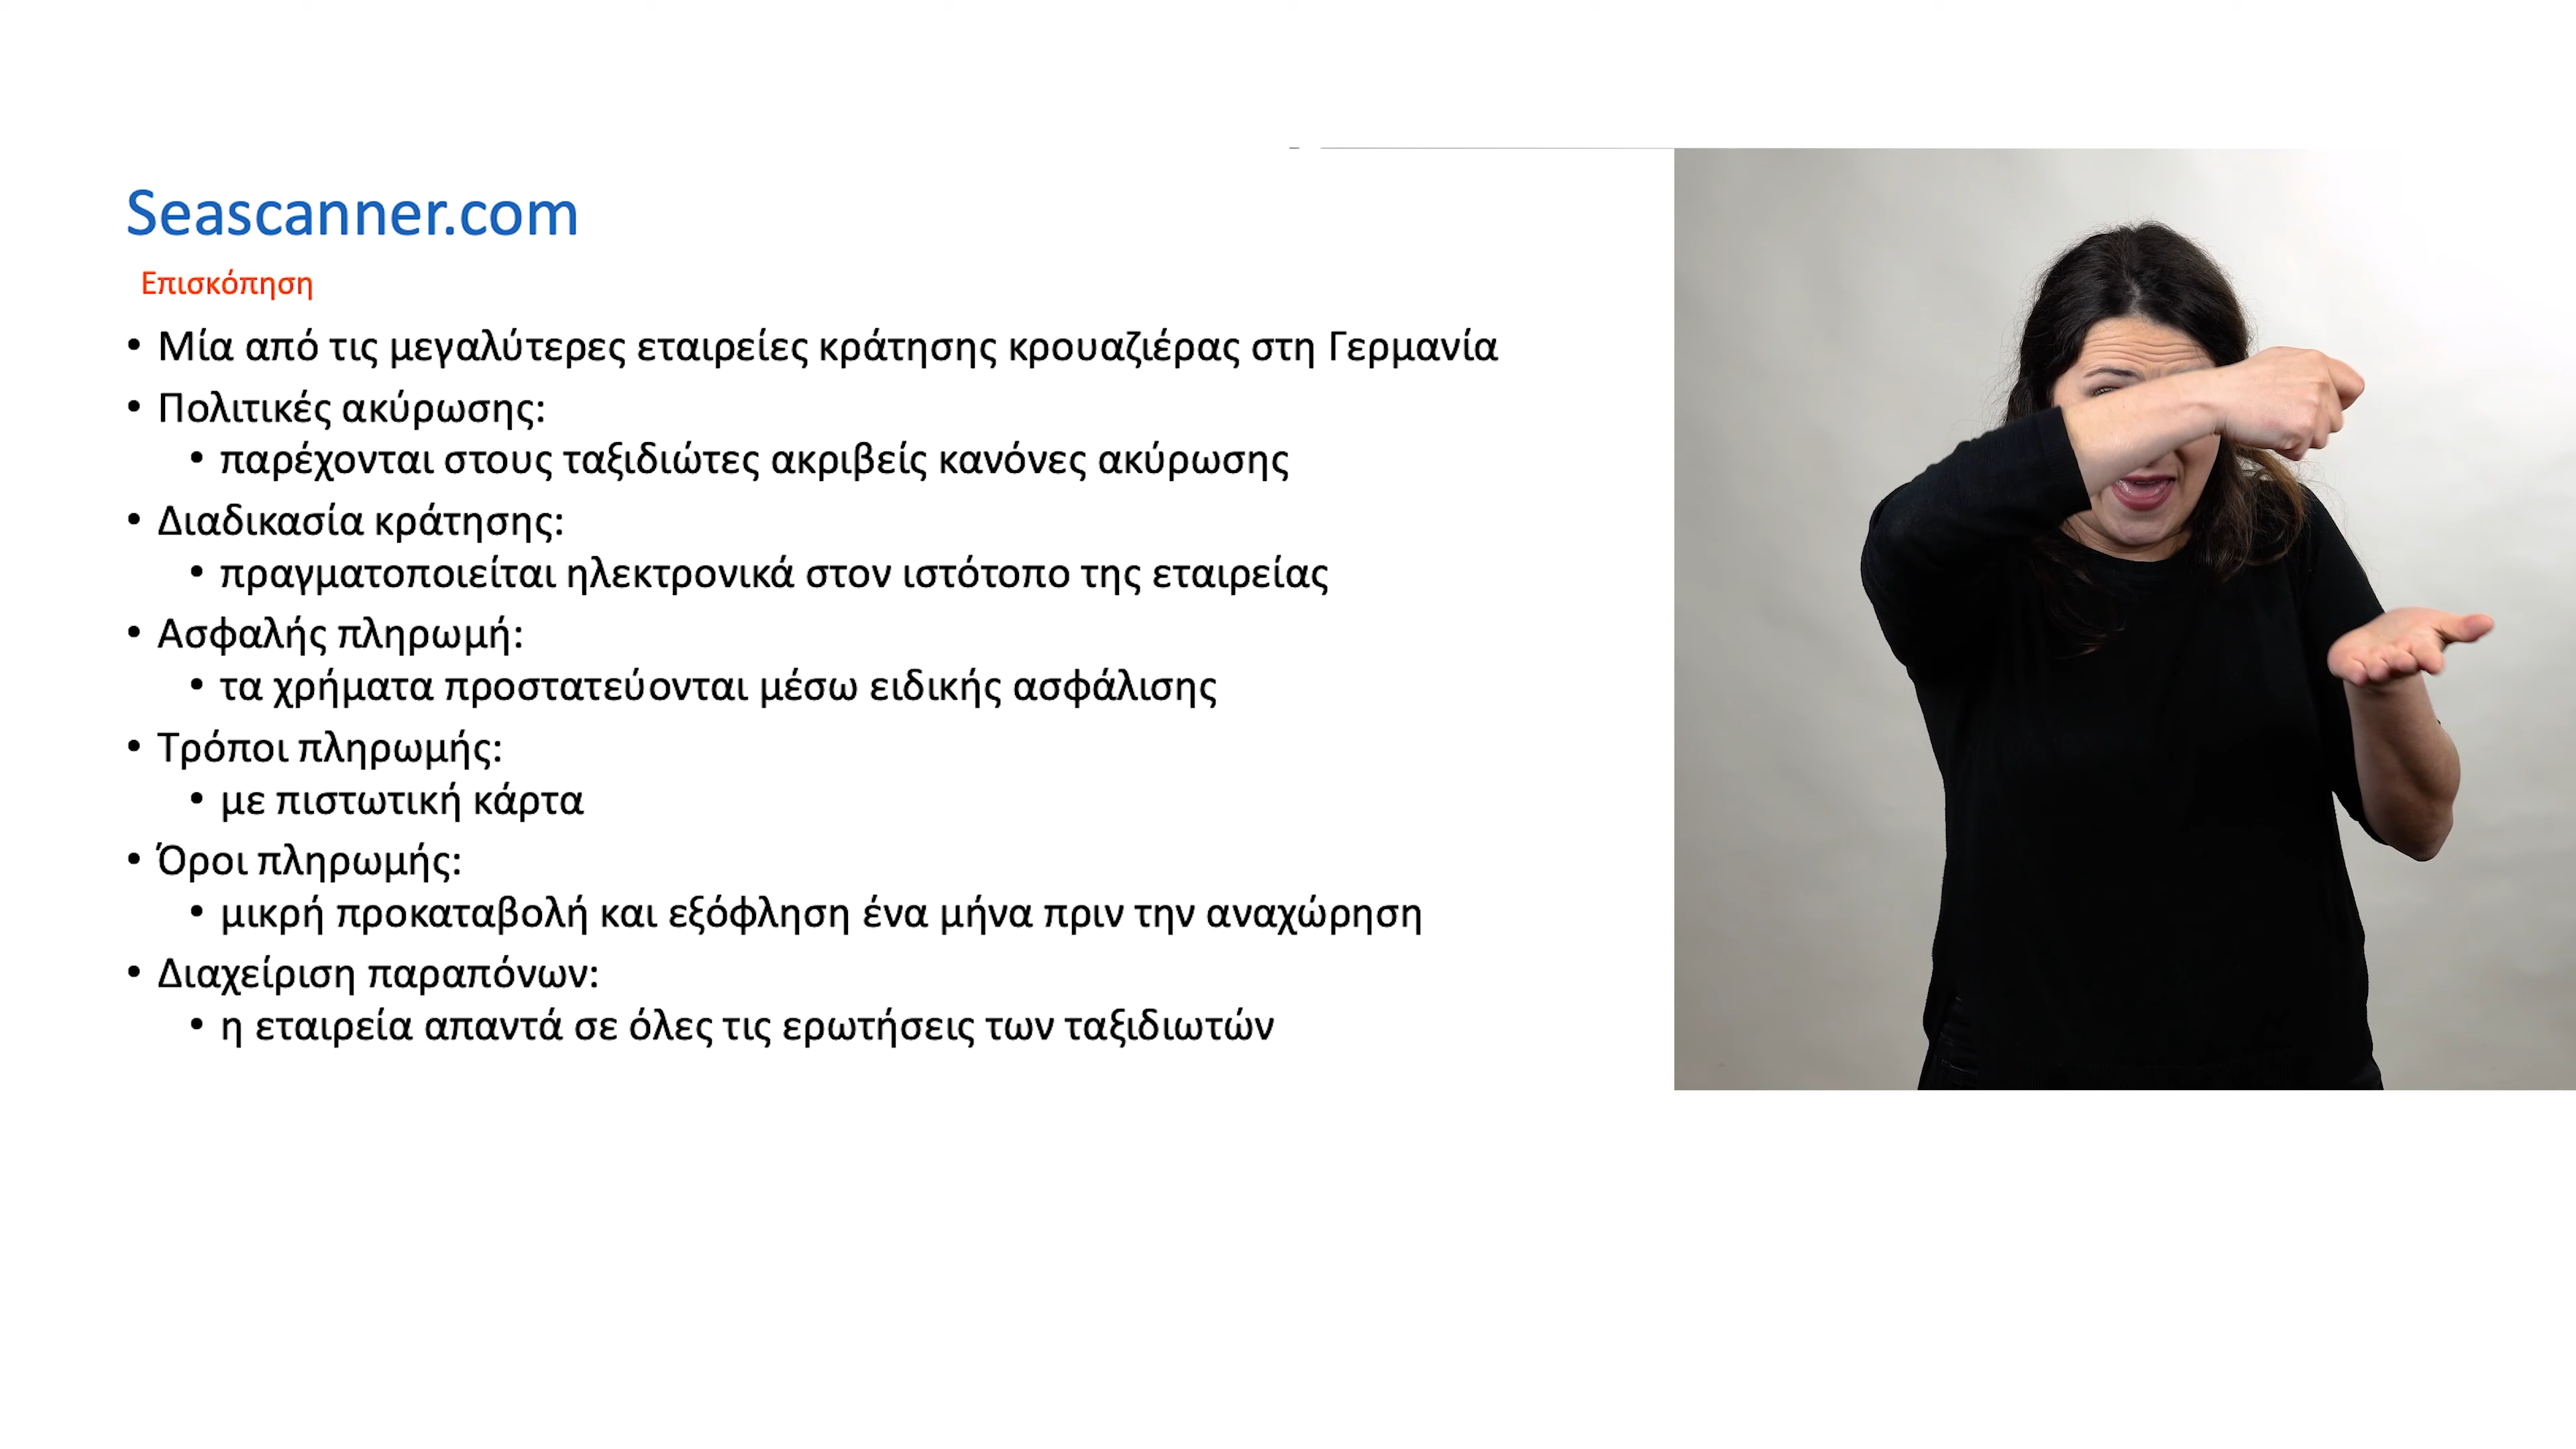 Seascanner.com
Επισκόπηση
• Μία από τις μεγαλύτερες εταιρείες κράτησης κρουαζιέρας στη Γερμανία
• Πολιτικές ακύρωσης:
• παρέχονται στους ταξιδιώτες ακριβείς κανόνες ακύρωσης
• Διαδικασία κράτησης:
• πραγματοποιείται ηλεκτρονικά στον ιστότοπο της εταιρείας
• Ασφαλής πληρωμή:
• τα χρήματα προστατεύονται μέσω ειδικής ασφάλισης
• Τρόποι πληρωμής:
• με πιστωτική κάρτα
• Όροι πληρωμής:
• μικρή προκαταβολή και εξόφληση ένα μήνα πριν την αναχώρηση
• Διαχείριση παραπόνων:
• η εταιρεία απαντά σε όλες τις ερωτήσεις των ταξιδιωτών